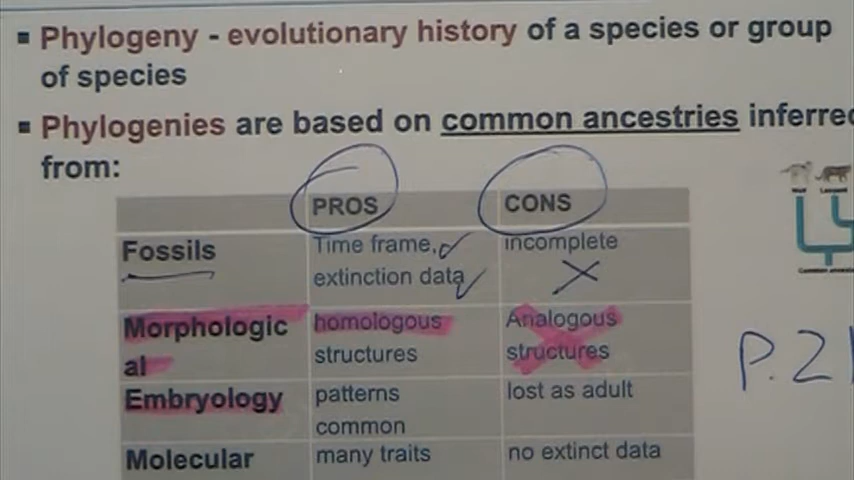 ▪ Phylogeny - evolutionary history of a species or group
of species
▪ Phylogenies are based on common ancestries inferred
from:
PROS CONS
Fossils Time frame, incomplete
extinction data
Morphologic homologous Analogous
al structures structures
Embryology patterns lost as adult
common
Molecular many traits no extinct data
P.21